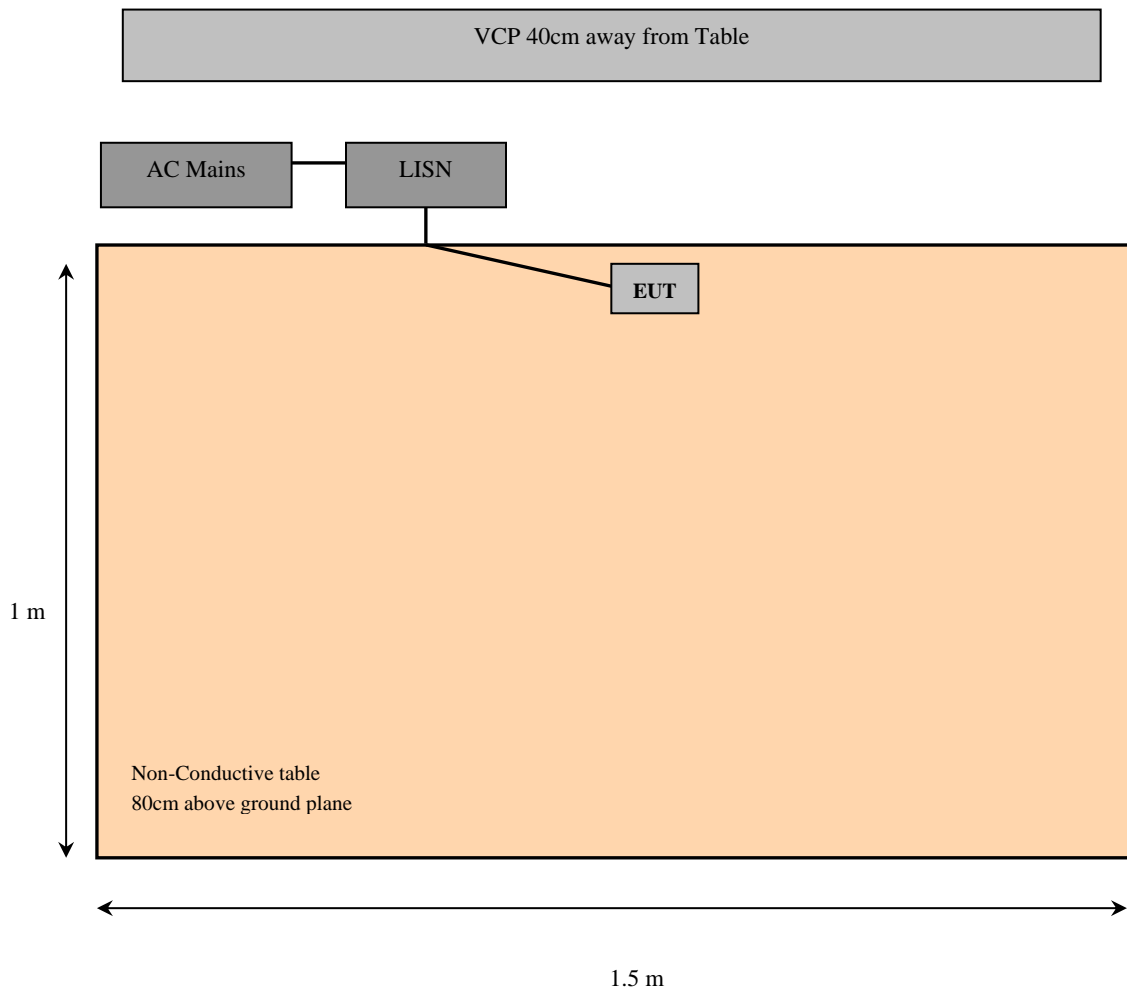 VCP 40cm away from Table
AC Mains
LISN
EUT
1 m
Non-Conductive table
80cm above ground plane
1.5 m